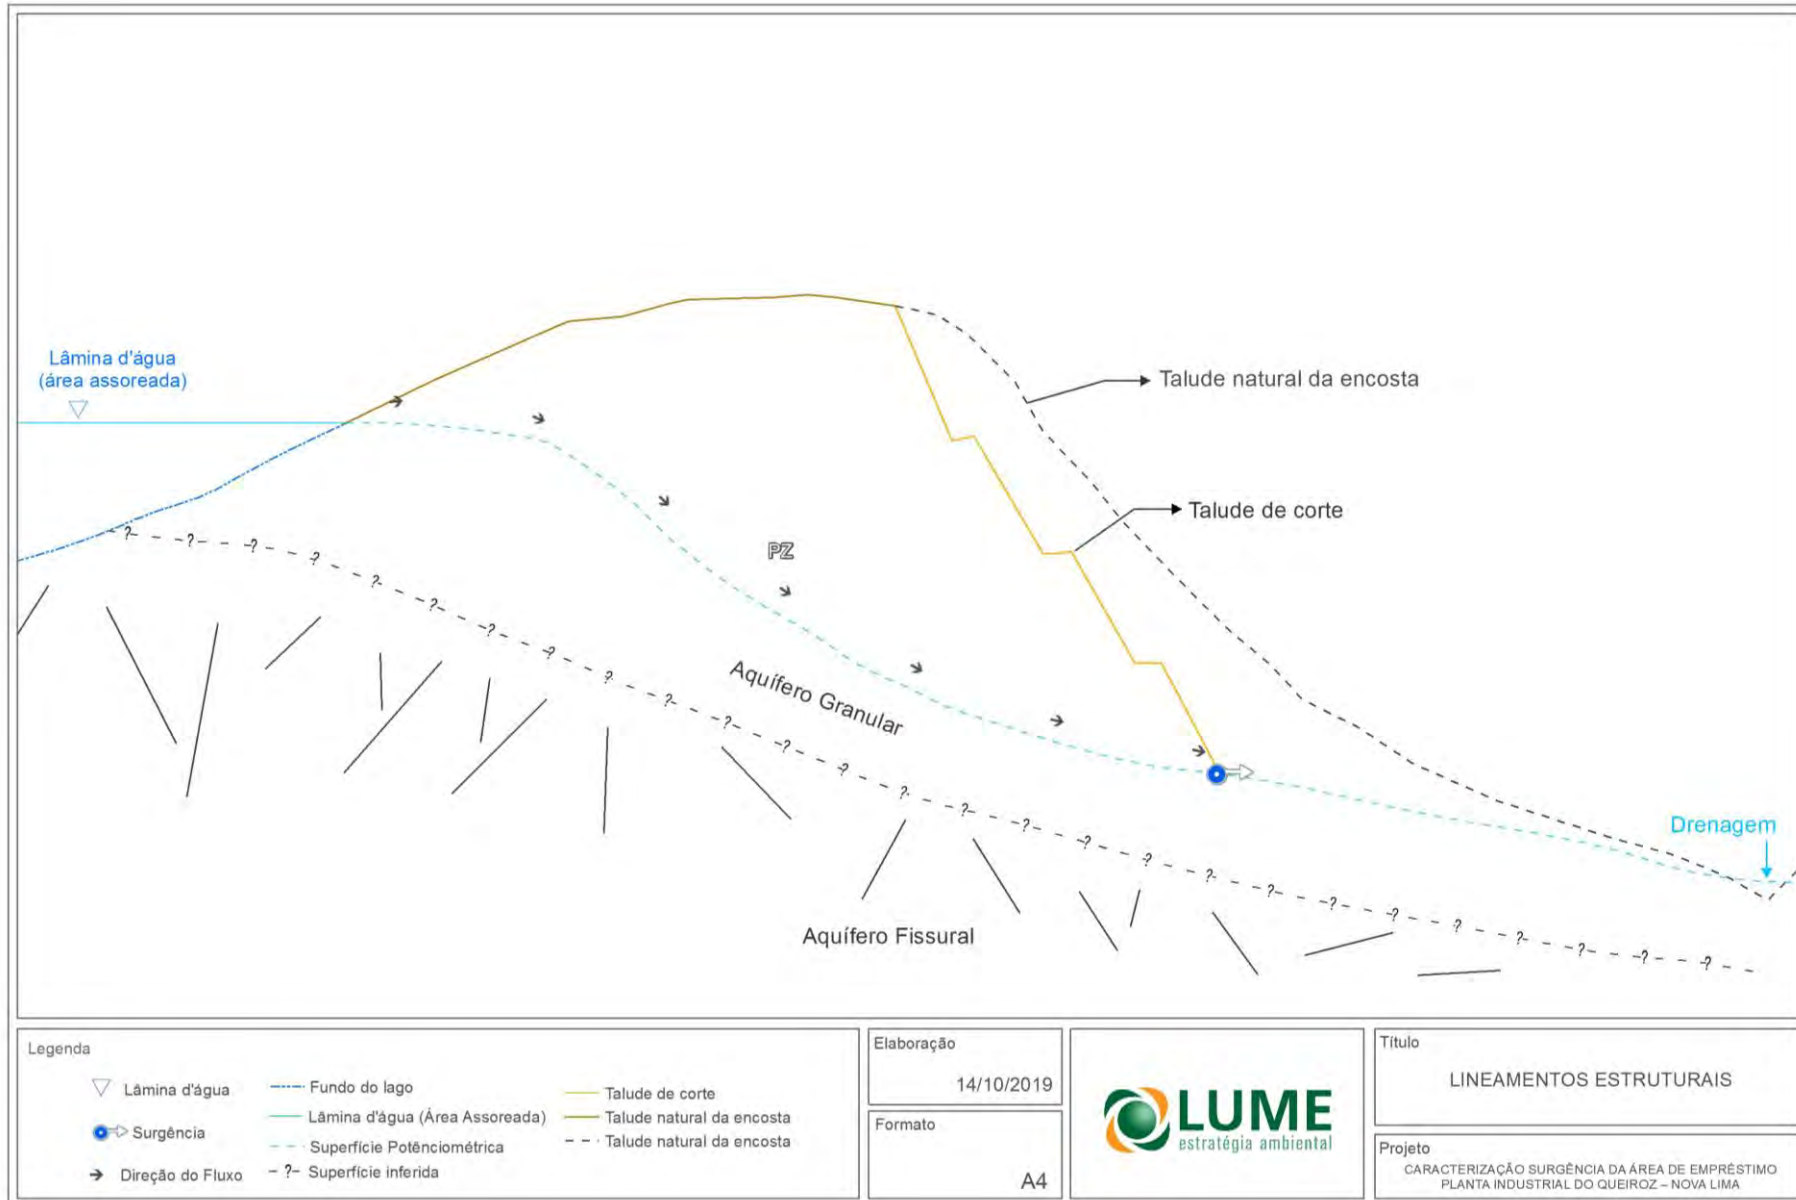 Lâmina d'água
(área assoreada)
Talude natural da encosta
Talude de corte
PZ
Aquífero Granular
Drenagem
Aquífero Fissural
-?- -?- -?- ?- ?- ?- -?- -?- ?- -?- -?- -?- -?- ?- -?- -?- -?- -?- ?- -?- -?- -?- -?- -?- -?- -?- -?-
Legenda
Lâmina d'água
Surgência
Direção do Fluxo
Fundo do lago
Lâmina d'água (Área Assoreada)
Superfície Potênciométrica
- ?- Superfície inferida
Talude de corte
Talude natural da encosta
Talude natural da encosta
Elaboração
14/10/2019
Formato
A4
LUME
estratégia ambiental
Título
LINEAMENTOS ESTRUTURAIS
Projeto
CARACTERIZAÇÃO SURGÊNCIA DA ÁREA DE EMPRÉSTIMO
PLANTA INDUSTRIAL DO QUEIROZ – NOVA LIMA